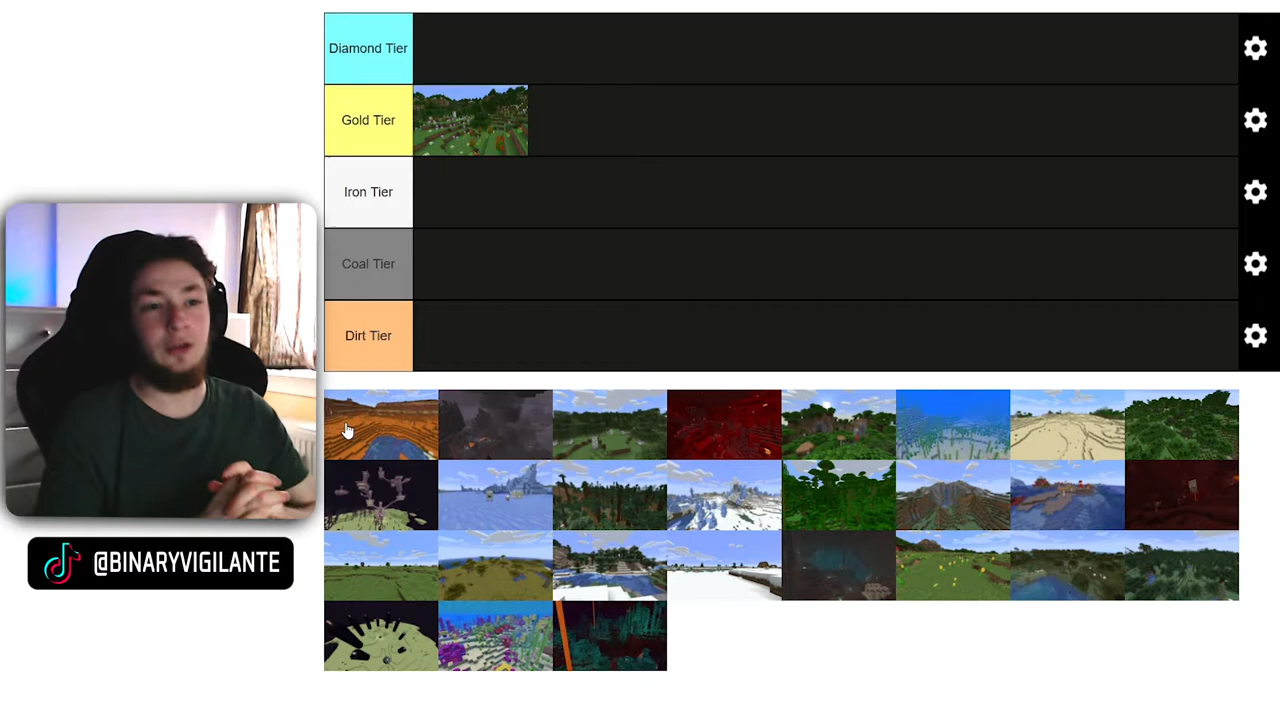 Diamond Tier
Gold Tier
Iron Tier
Coal Tier
Dirt Tier
@BINARYVIGILANTE